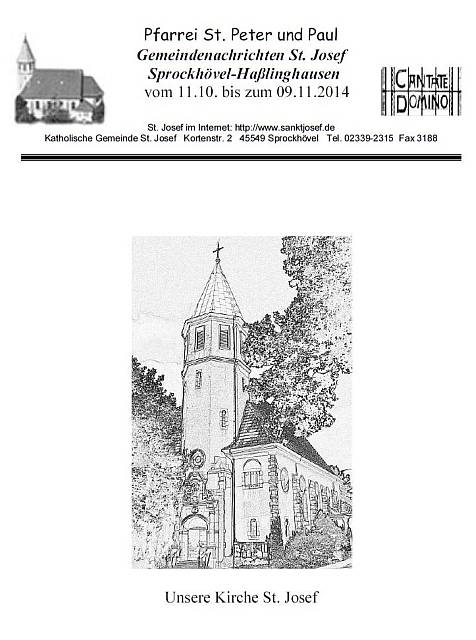 Pfarrei St. Peter und Paul
Gemeindenachrichten St. Josef
Sprockhövel-Haßlinghausen
vom 11.10. bis zum 09.11.2014
CANTATE
DOMINO
St. Josef im Internet: http://www.sanktjosef.de
Katholische Gemeinde St. Josef Kortenstr. 2 45549 Sprockhövel Tel. 02339-2315 Fax 3188
Unsere Kirche St. Josef